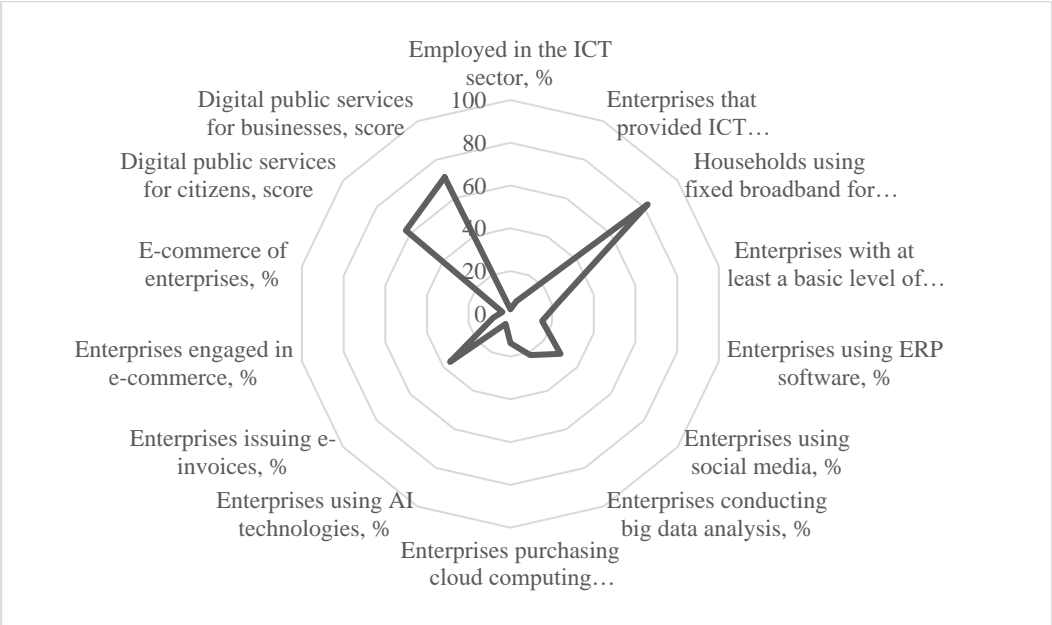 Employed in the ICT
sector, %
Enterprises that
provided ICT…
Households using
fixed broadband for…
Enterprises with at
least a basic level of…
Enterprises using ERP
software, %
Enterprises using
social media, %
Enterprises conducting
big data analysis, %
Enterprises purchasing
cloud computing…
Enterprises using AI
technologies, %
Enterprises issuing e-
invoices, %
Enterprises engaged in
e-commerce, %
E-commerce of
enterprises, %
Digital public services
for citizens, score
Digital public services
for businesses, score
100
80
60
40
20
0